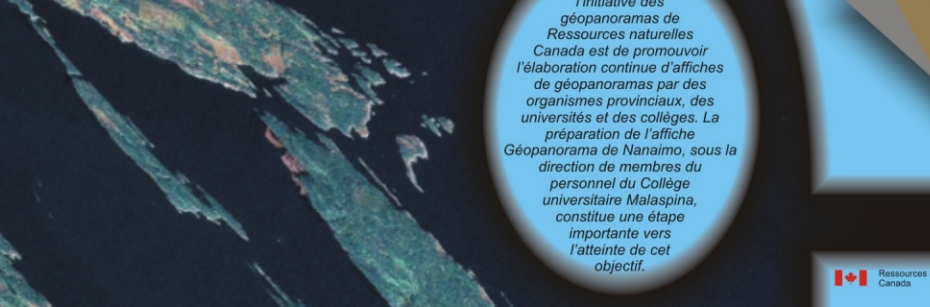 l'initiative des
géopanoramas de
Ressources naturelles
Canada est de promouvoir
l'élaboration continue d'affiches
de géopanoramas par des
organismes provinciaux, des
universités et des collèges. La
préparation de l'affiche
Géopanorama de Nanaimo, sous la
direction de membres du
personnel du Collège
universitaire Malaspina,
constitue une étape
importante vers
l'atteinte de cet
objectif.
Ressources
Canada